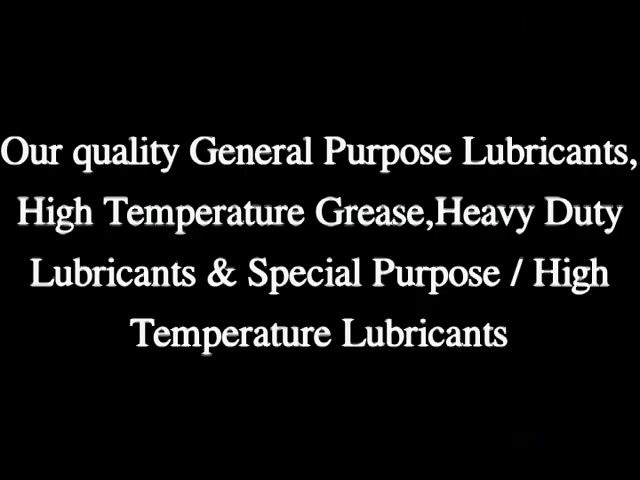 Our quality General Purpose Lubricants,
High Temperature Grease,Heavy Duty
Lubricants & Special Purpose / High
Temperature Lubricants